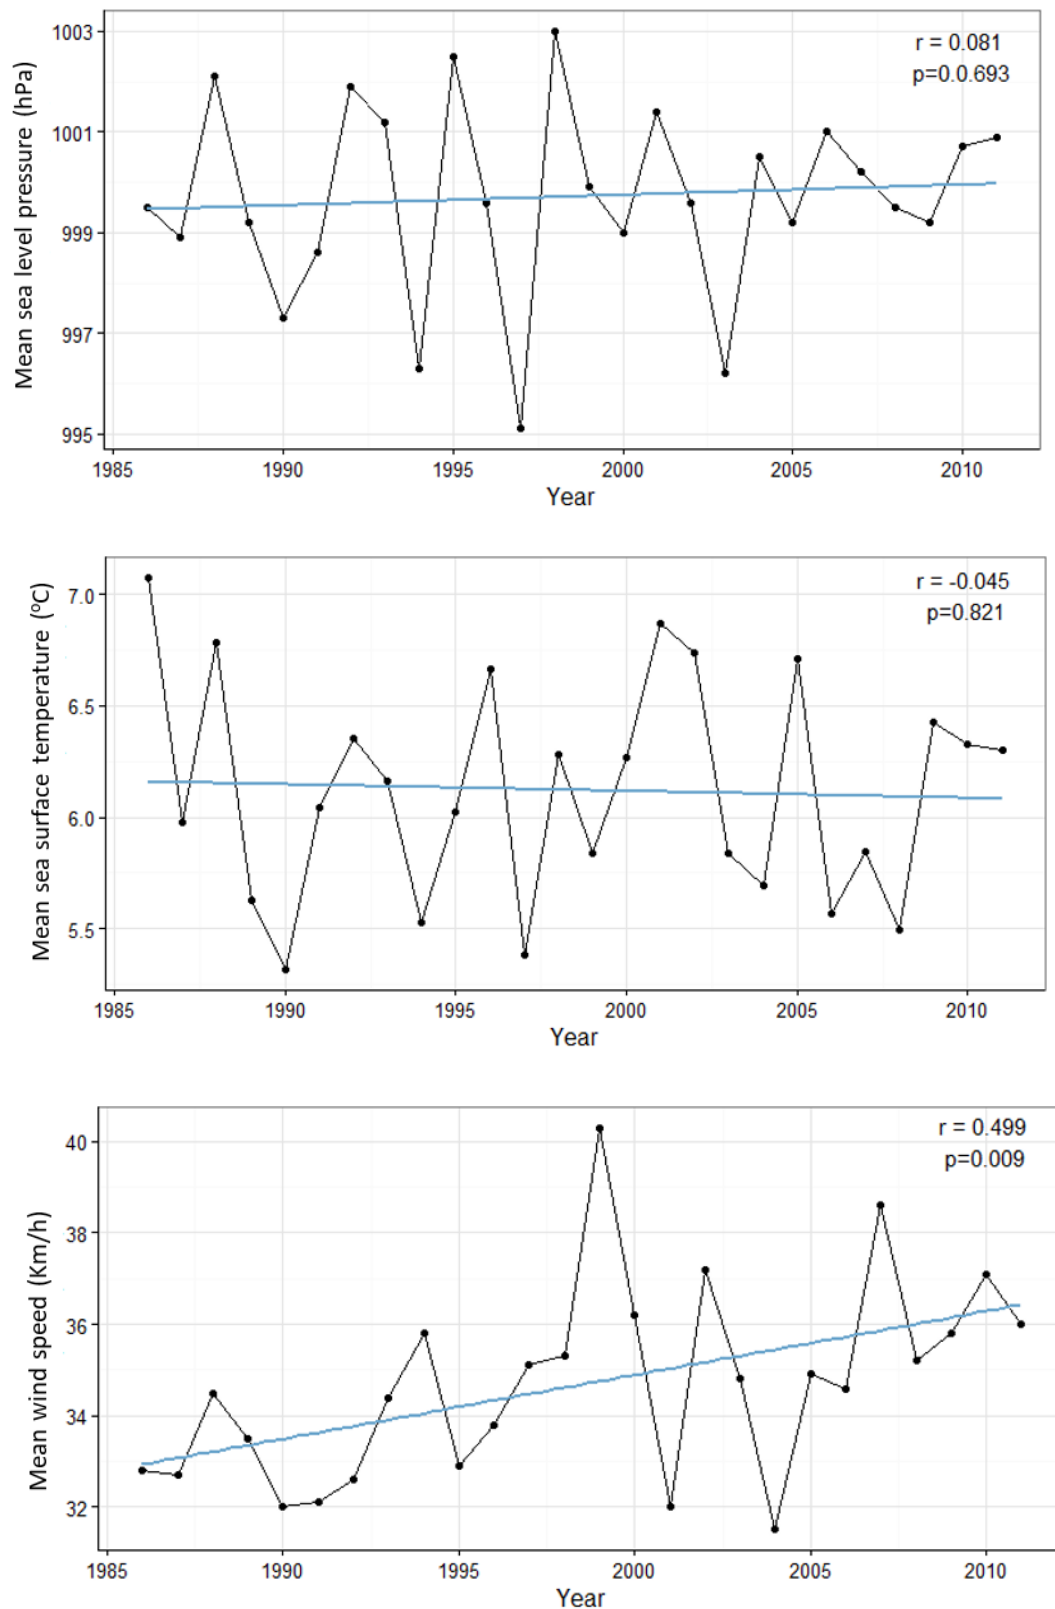 Mean sea level pressure (hPa)
1003
1001
999
997
995
r = 0.081
p=0.0.693
1985 1990 1995 2000 2005 2010
Year
Mean sea surface temperature (°C)
7.0
6.5
6.0
5.5
r = -0.045
p=0.821
1985 1990 1995 2000 2005 2010
Year
Mean wind speed (Km/h)
40
38
36
34
32
r = 0.499
p=0.009
1985 1990 1995 2000 2005 2010
Year